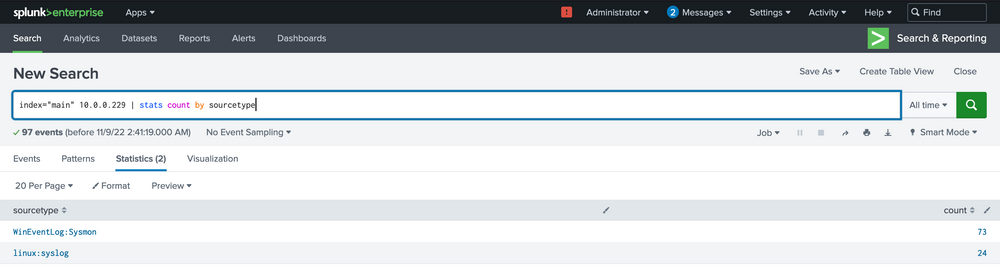 splunk>enterprise Apps ▾ ! Administrator ▾ 2 Messages ▾ Settings ▾ Activity ▾ Help ▾ Find
Search Analytics Datasets Reports Alerts Dashboards > Search & Reporting
New Search Save As ▾ Create Table View Close
index="main" 10.0.0.229 | stats count by sourcetype All time ▾
✓ 97 events (before 11/9/22 2:41:19.000 AM) No Event Sampling ▾ Job ▾ Smart Mode ▾
Events Patterns Statistics (2) Visualization
20 Per Page ▾ Format Preview ▾
sourcetype count
WinEventLog:Sysmon 73
linux:syslog 24